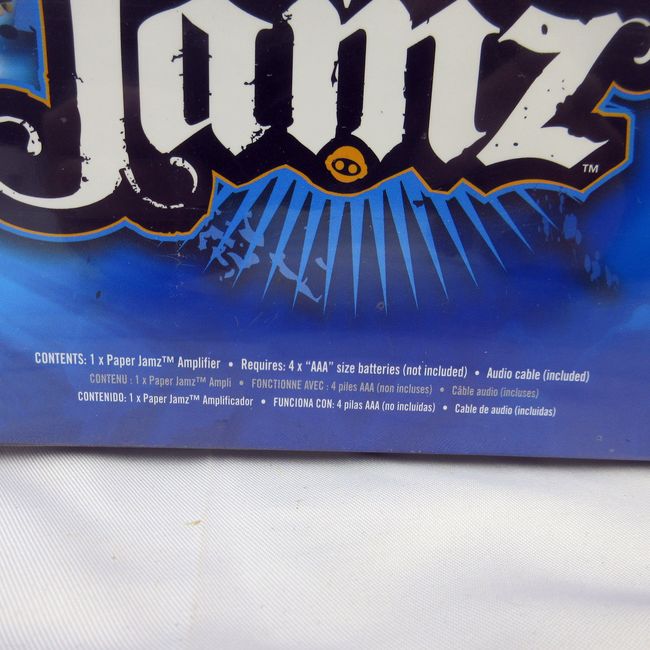 Jamz™
CONTENTS: 1 x Paper Jamz™ Amplifier • Requires: 4 x “AAA” size batteries (not included) • Audio cable (included)
CONTENU : 1 x Paper Jamz™ Ampli • FONCTIONNE AVEC : 4 piles AAA (non incluses) • Câble audio (incluses)
CONTENIDO: 1 x Paper Jamz™ Amplificador • FUNCIONA CON: 4 pilas AAA (no incluidas) • Cable de audio (incluidas)